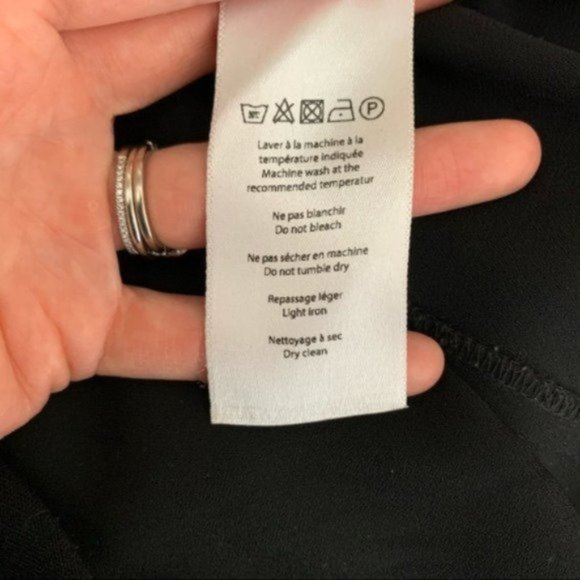 P
Laver à la machine à la
température indiquée
Machine wash at the
recommended temperatur
Ne pas blanchir
Do not bleach
Ne pas sécher en machine
Do not tumble dry
Repassage léger
Light iron
Nettoyage à sec
Dry clean